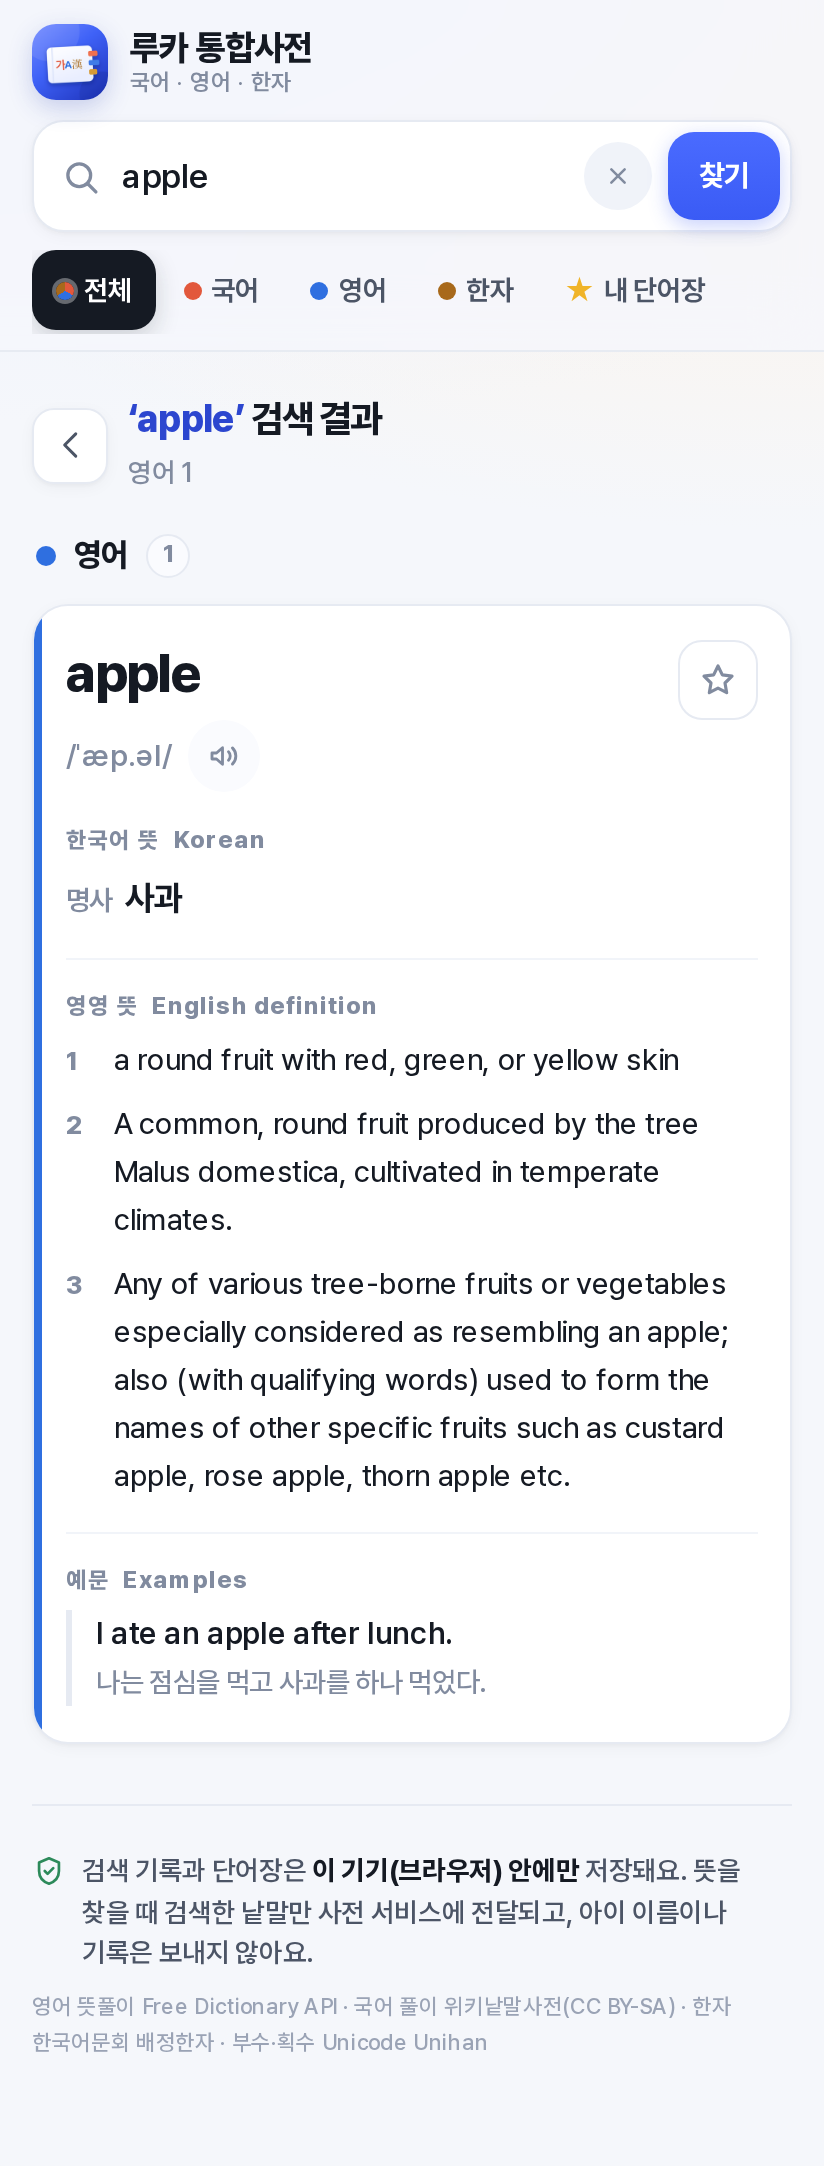 가A漢
루카 통합사전
국어 · 영어 · 한자
apple
찾기
전체 국어 영어 한자 내 단어장
‘apple’ 검색 결과
영어 1
영어 1
apple
/ˈæp.əl/
한국어 뜻 Korean
명사 사과
영영 뜻 English definition
1 a round fruit with red, green, or yellow skin
2 A common, round fruit produced by the tree
Malus domestica, cultivated in temperate
climates.
3 Any of various tree-borne fruits or vegetables
especially considered as resembling an apple;
also (with qualifying words) used to form the
names of other specific fruits such as custard
apple, rose apple, thorn apple etc.
예문 Examples
I ate an apple after lunch.
나는 점심을 먹고 사과를 하나 먹었다.
검색 기록과 단어장은 이 기기(브라우저) 안에만 저장돼요. 뜻을
찾을 때 검색한 낱말만 사전 서비스에 전달되고, 아이 이름이나
기록은 보내지 않아요.
영어 뜻풀이 Free Dictionary API · 국어 풀이 위키낱말사전(CC BY-SA) · 한자
한국어문회 배정한자 · 부수·획수 Unicode Unihan